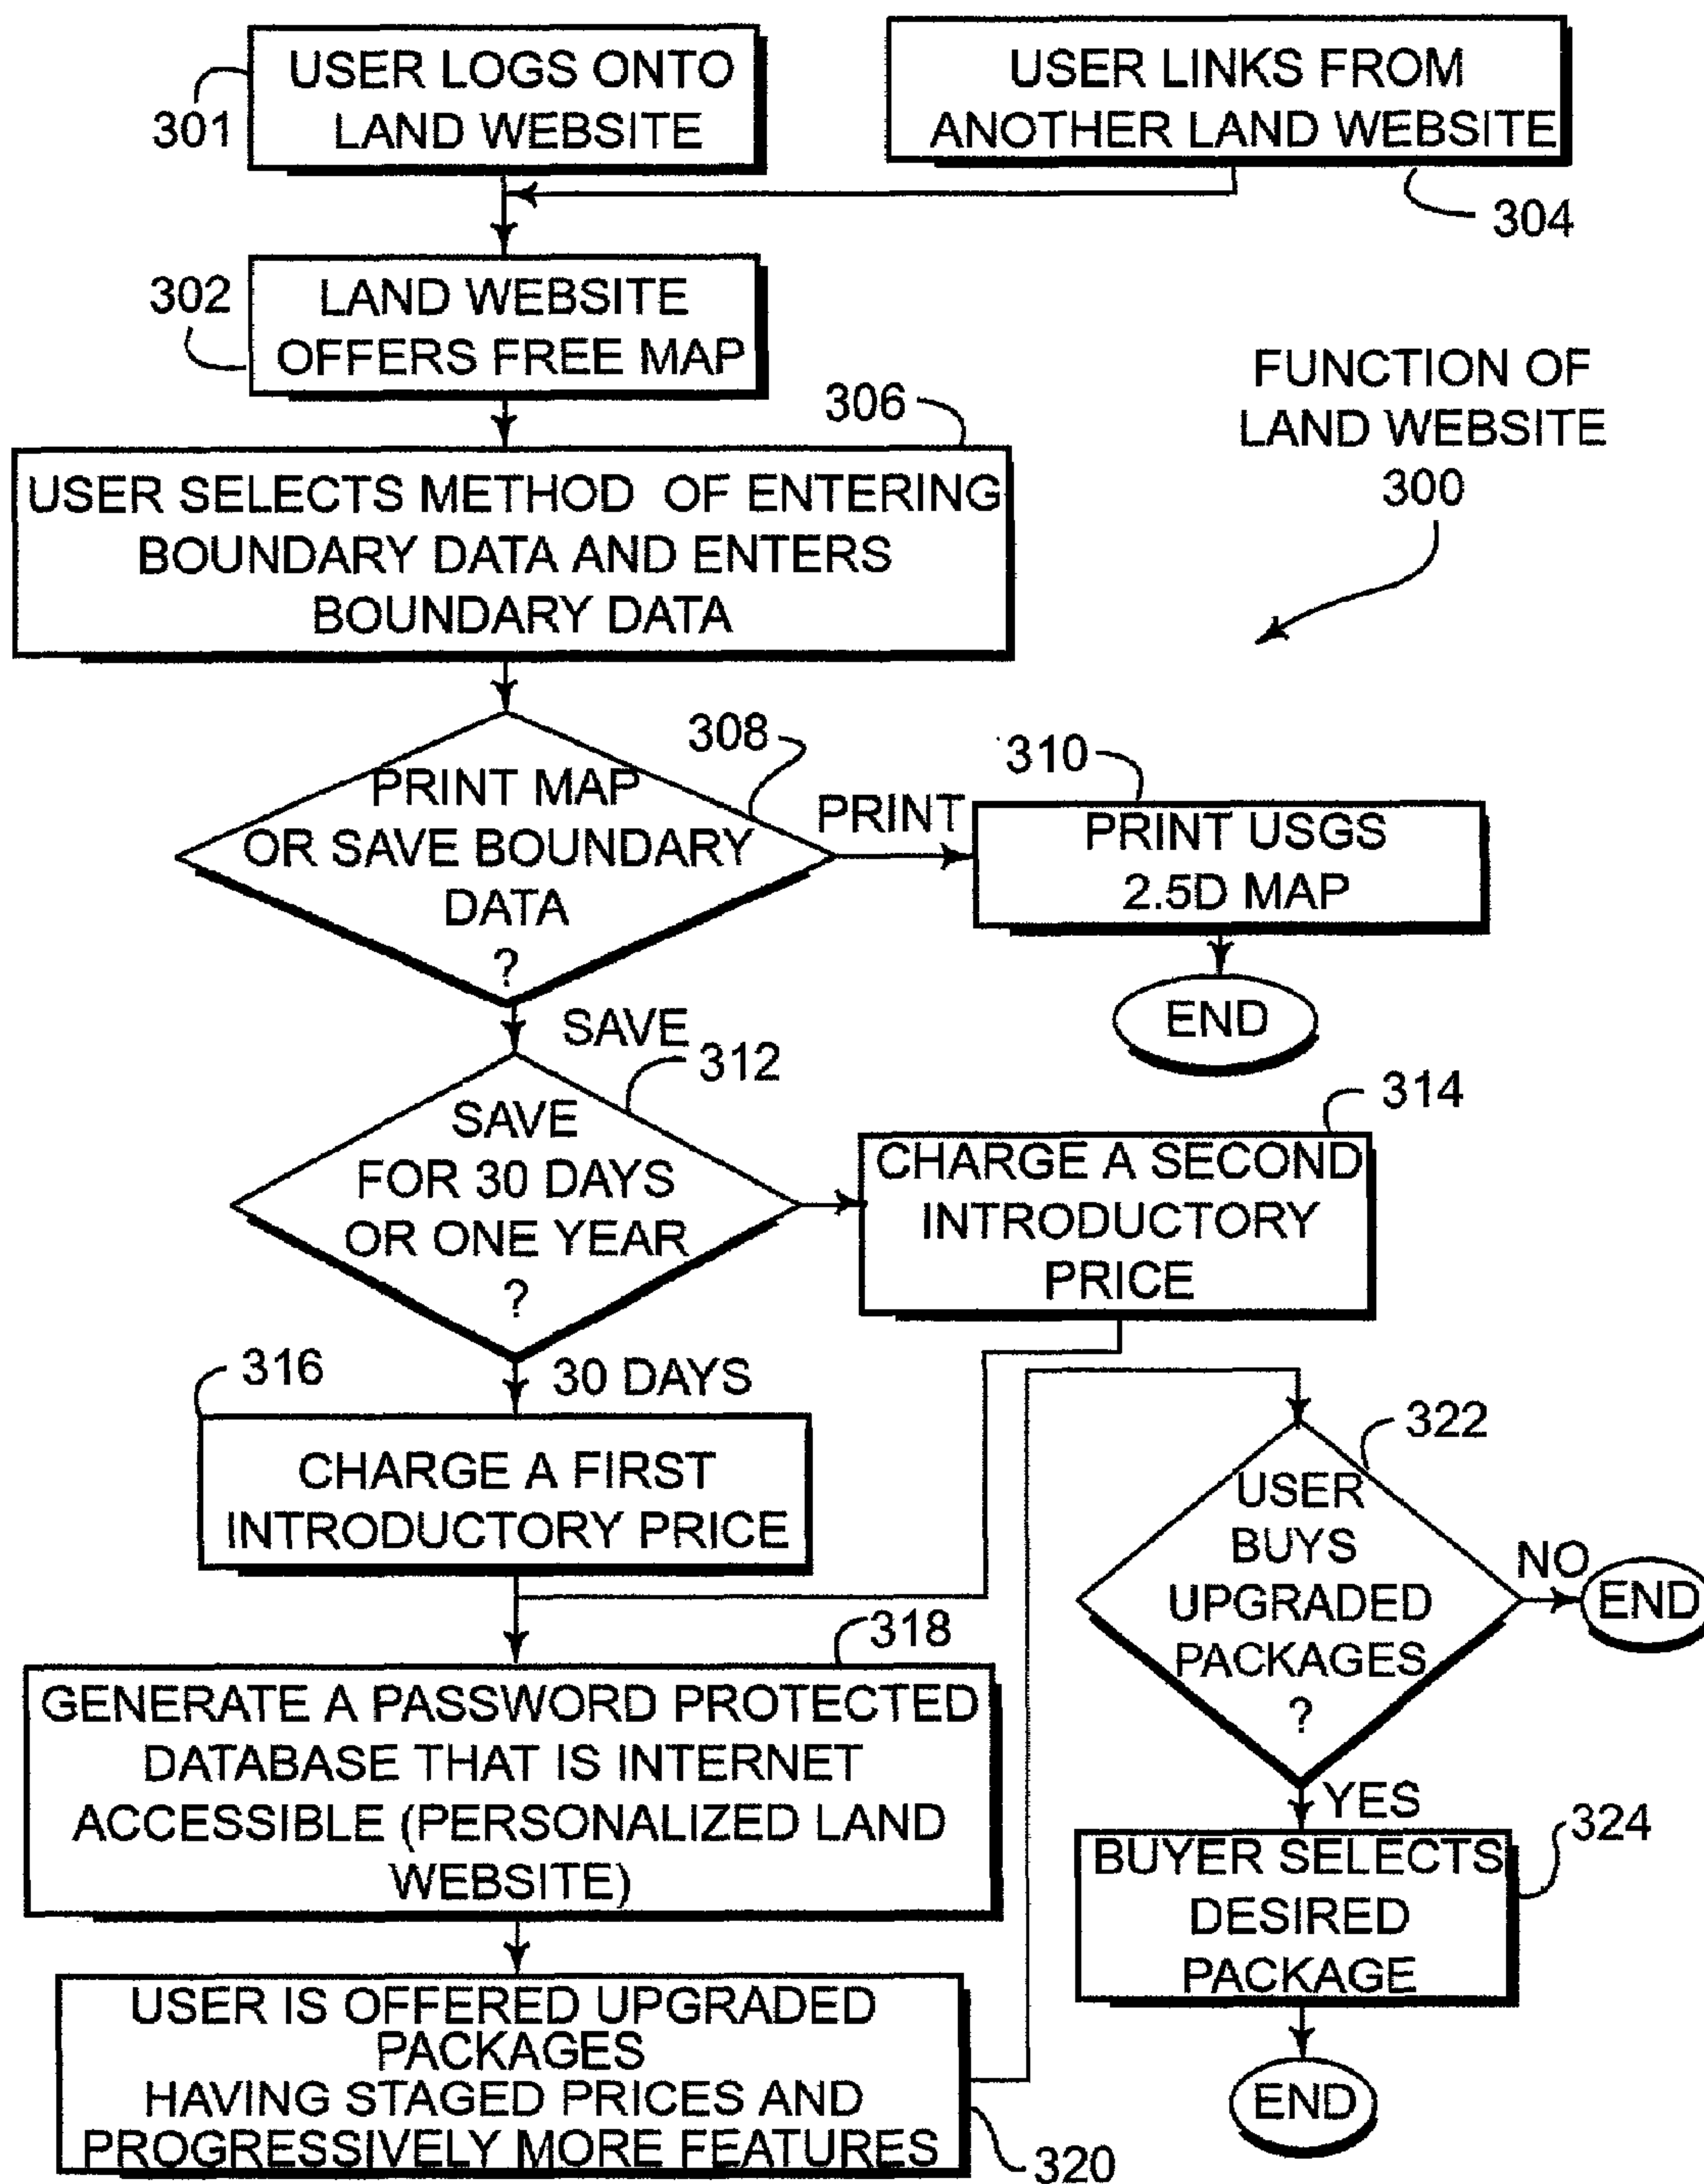 USER LOGS ONTO
LAND WEBSITE
301
USER LINKS FROM
ANOTHER LAND WEBSITE
304
LAND WEBSITE
OFFERS FREE MAP
302
FUNCTION OF
LAND WEBSITE
300
306
USER SELECTS METHOD OF ENTERING
BOUNDARY DATA AND ENTERS
BOUNDARY DATA
308
PRINT MAP
OR SAVE BOUNDARY
DATA
?
PRINT
310
PRINT USGS
2.5D MAP
END
SAVE
312
SAVE
FOR 30 DAYS
OR ONE YEAR
?
314
CHARGE A SECOND
INTRODUCTORY
PRICE
30 DAYS
316
CHARGE A FIRST
INTRODUCTORY PRICE
318
GENERATE A PASSWORD PROTECTED
DATABASE THAT IS INTERNET
ACCESSIBLE (PERSONALIZED LAND
WEBSITE)
USER IS OFFERED UPGRADED
PACKAGES
HAVING STAGED PRICES AND
PROGRESSIVELY MORE FEATURES
320
322
USER
BUYS
UPGRADED
PACKAGES
?
NO
END
YES
324
BUYER SELECTS
DESIRED
PACKAGE
END